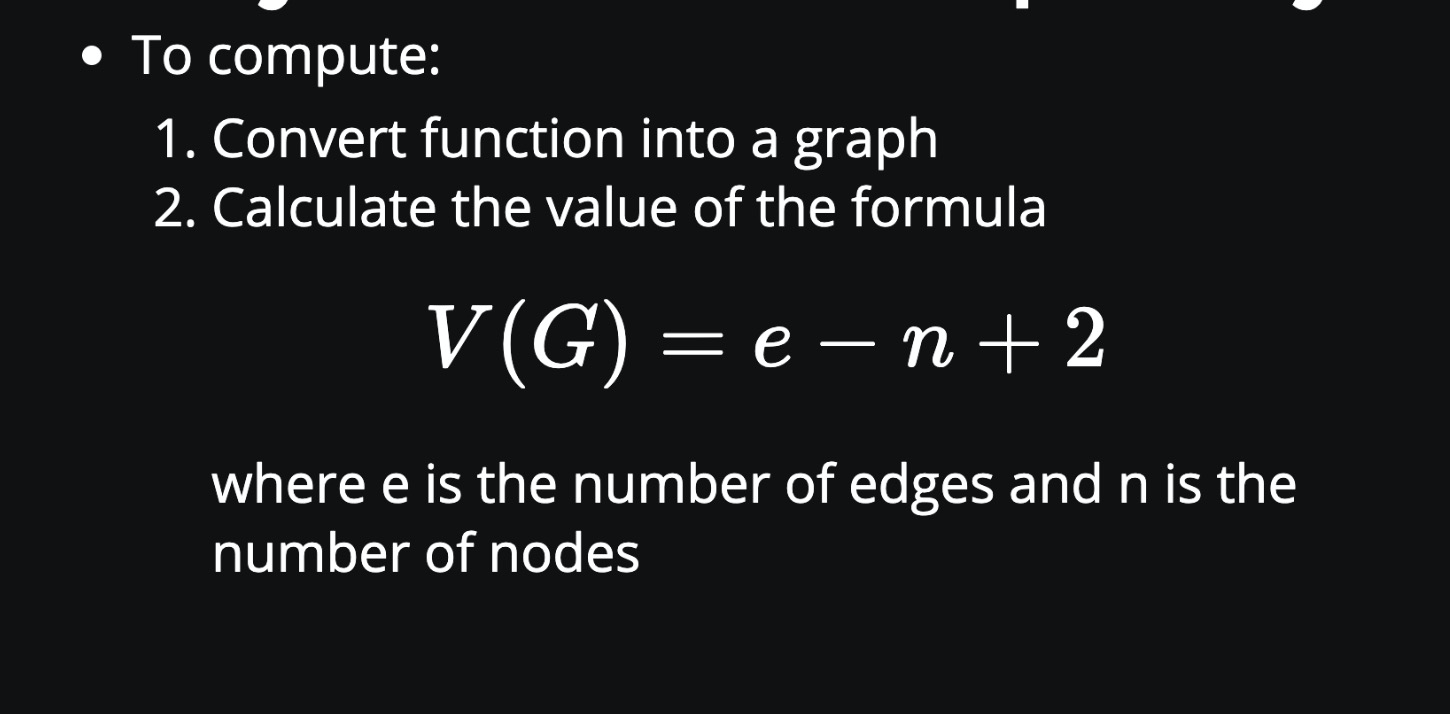 • To compute:
1. Convert function into a graph
2. Calculate the value of the formula
V(G) = e − n + 2
where e is the number of edges and n is the
number of nodes